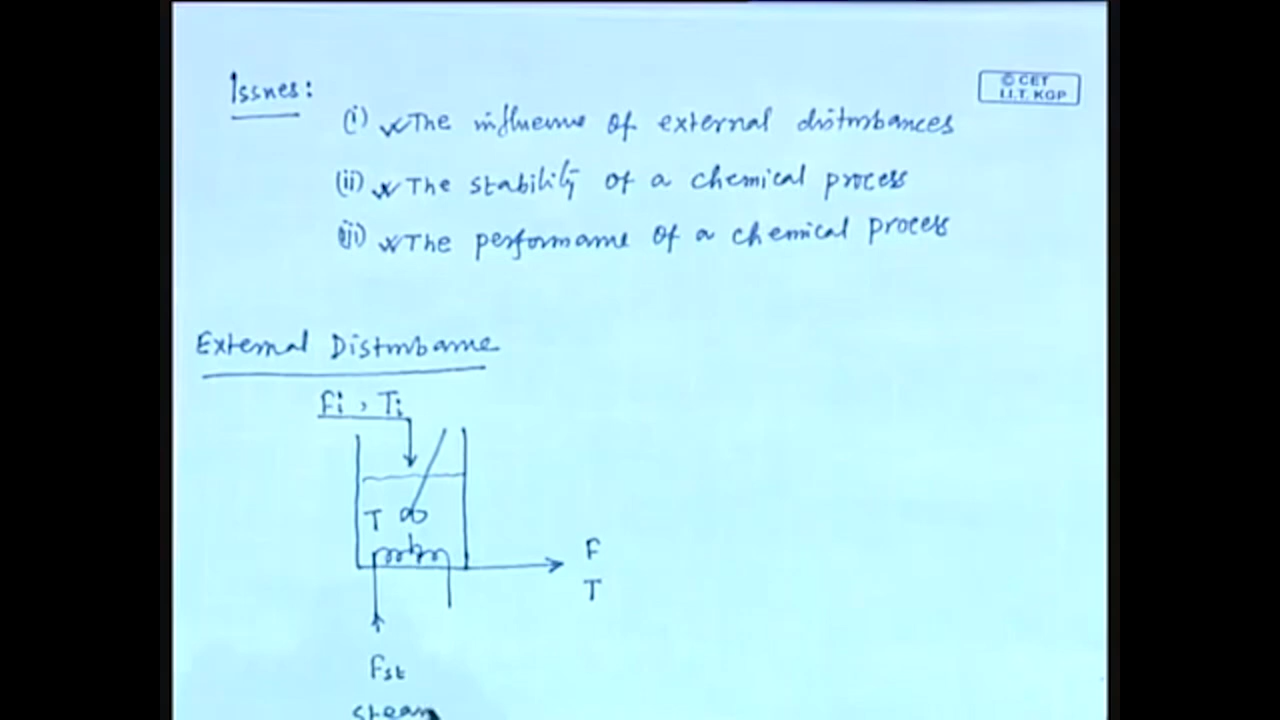 Issues:
© CET
I.I.T. KGP
(i) The influence of external disturbances
(ii) The stability of a chemical process
(iii) The performance of a chemical process
External Disturbance
Fi, Ti
T
F
T
Fst
steam